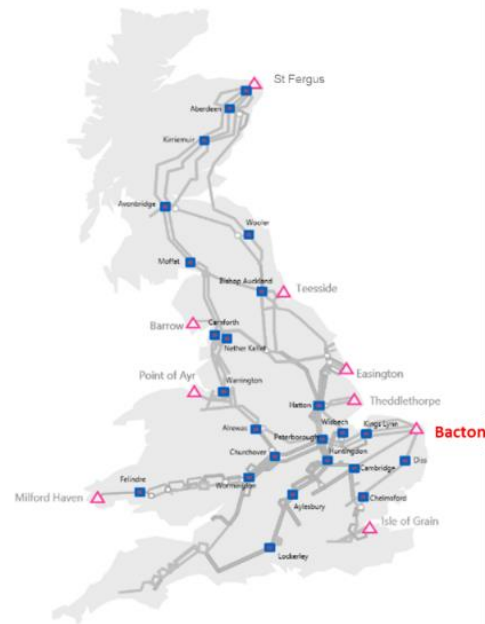 St Fergus
Aberdeen
Kirriemuir
Avonbridge
Wooler
Moffat
Bishop Auckland
Teesside
Barrow
Carnforth
Nether Kellet
Point of Ayr
Easington
Warrington
Hatton
Theddlethorpe
Wisbech
Kings Lynn
Alrewas
Peterborough
Bacton
Churchover
Huntingdon
Diss
Felindre
Cambridge
Wormington
Milford Haven
Chelmsford
Aylesbury
Isle of Grain
Lockerley